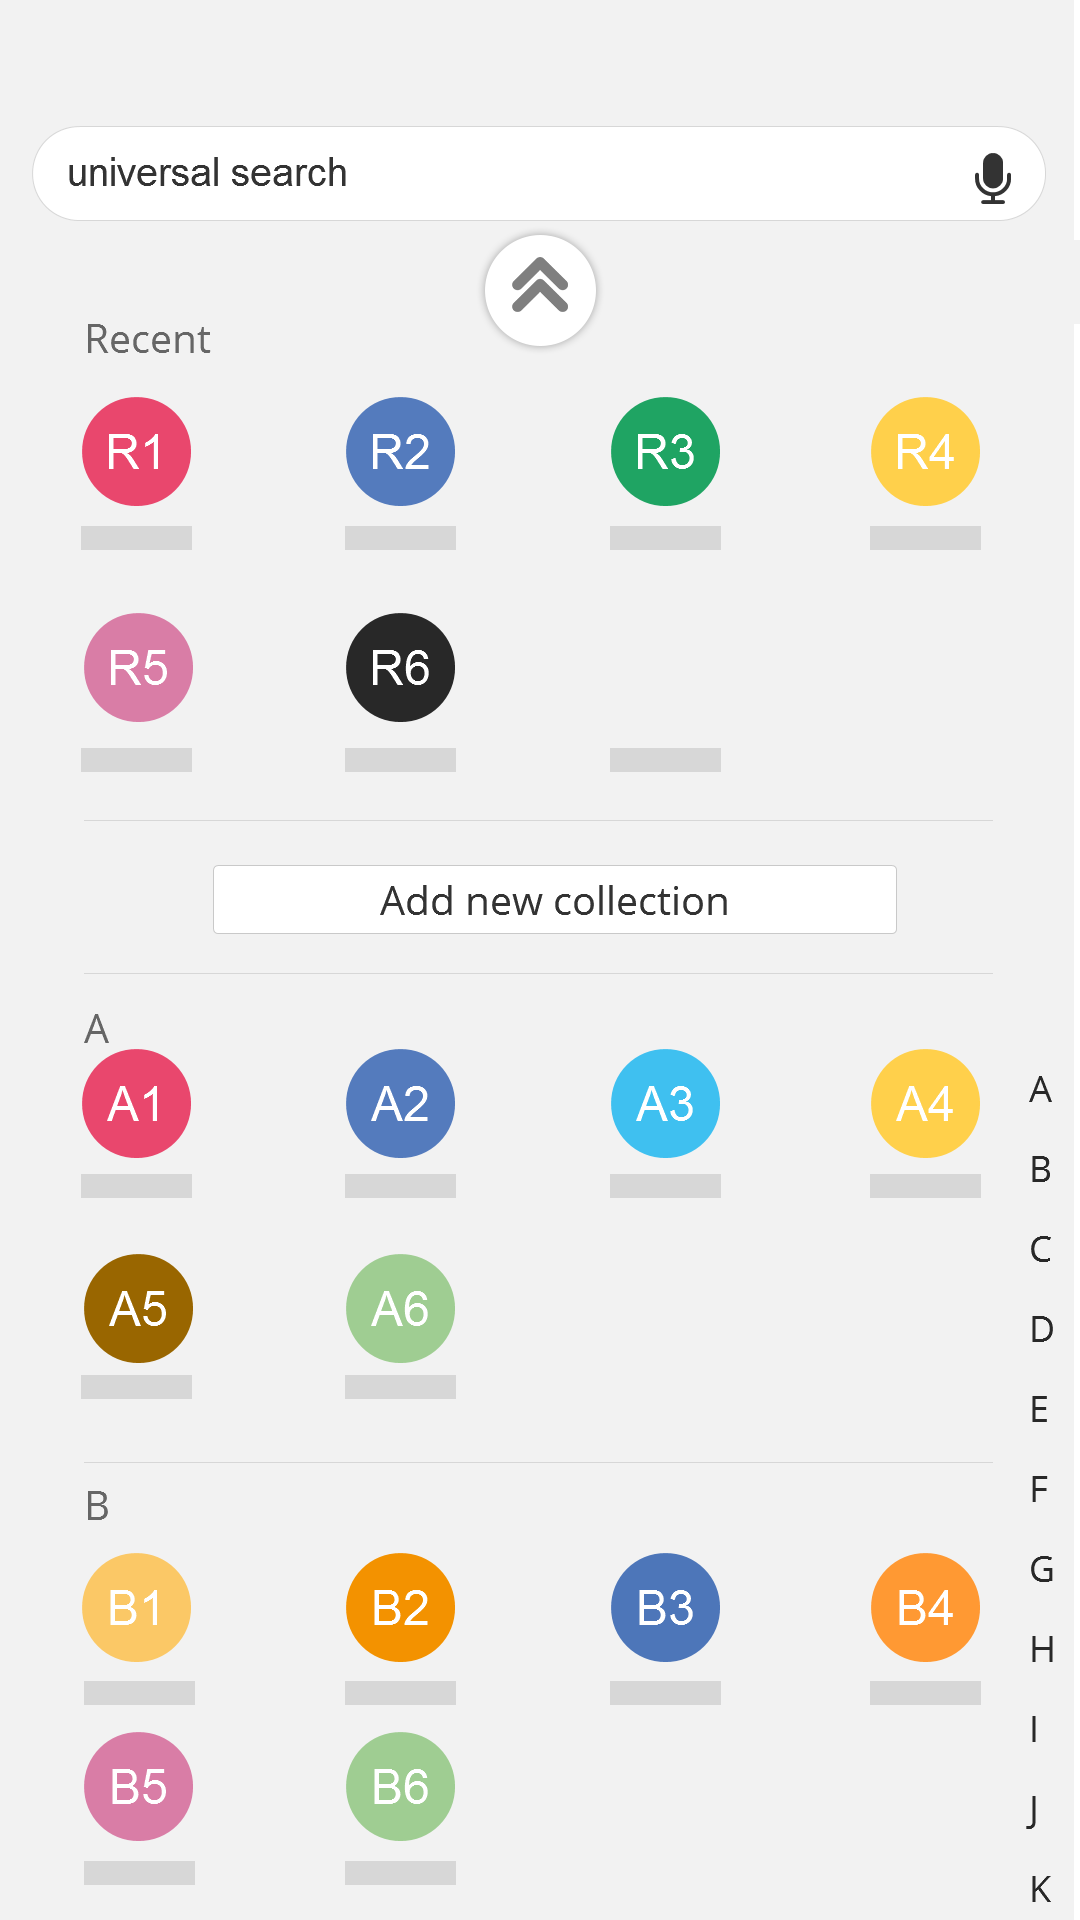 universal search
Recent
R1 R2 R3 R4
R5 R6
Add new collection
A
A1 A2 A3 A4
A5 A6
B
B1 B2 B3 B4
B5 B6
A
B
C
D
E
F
G
H
I
J
K